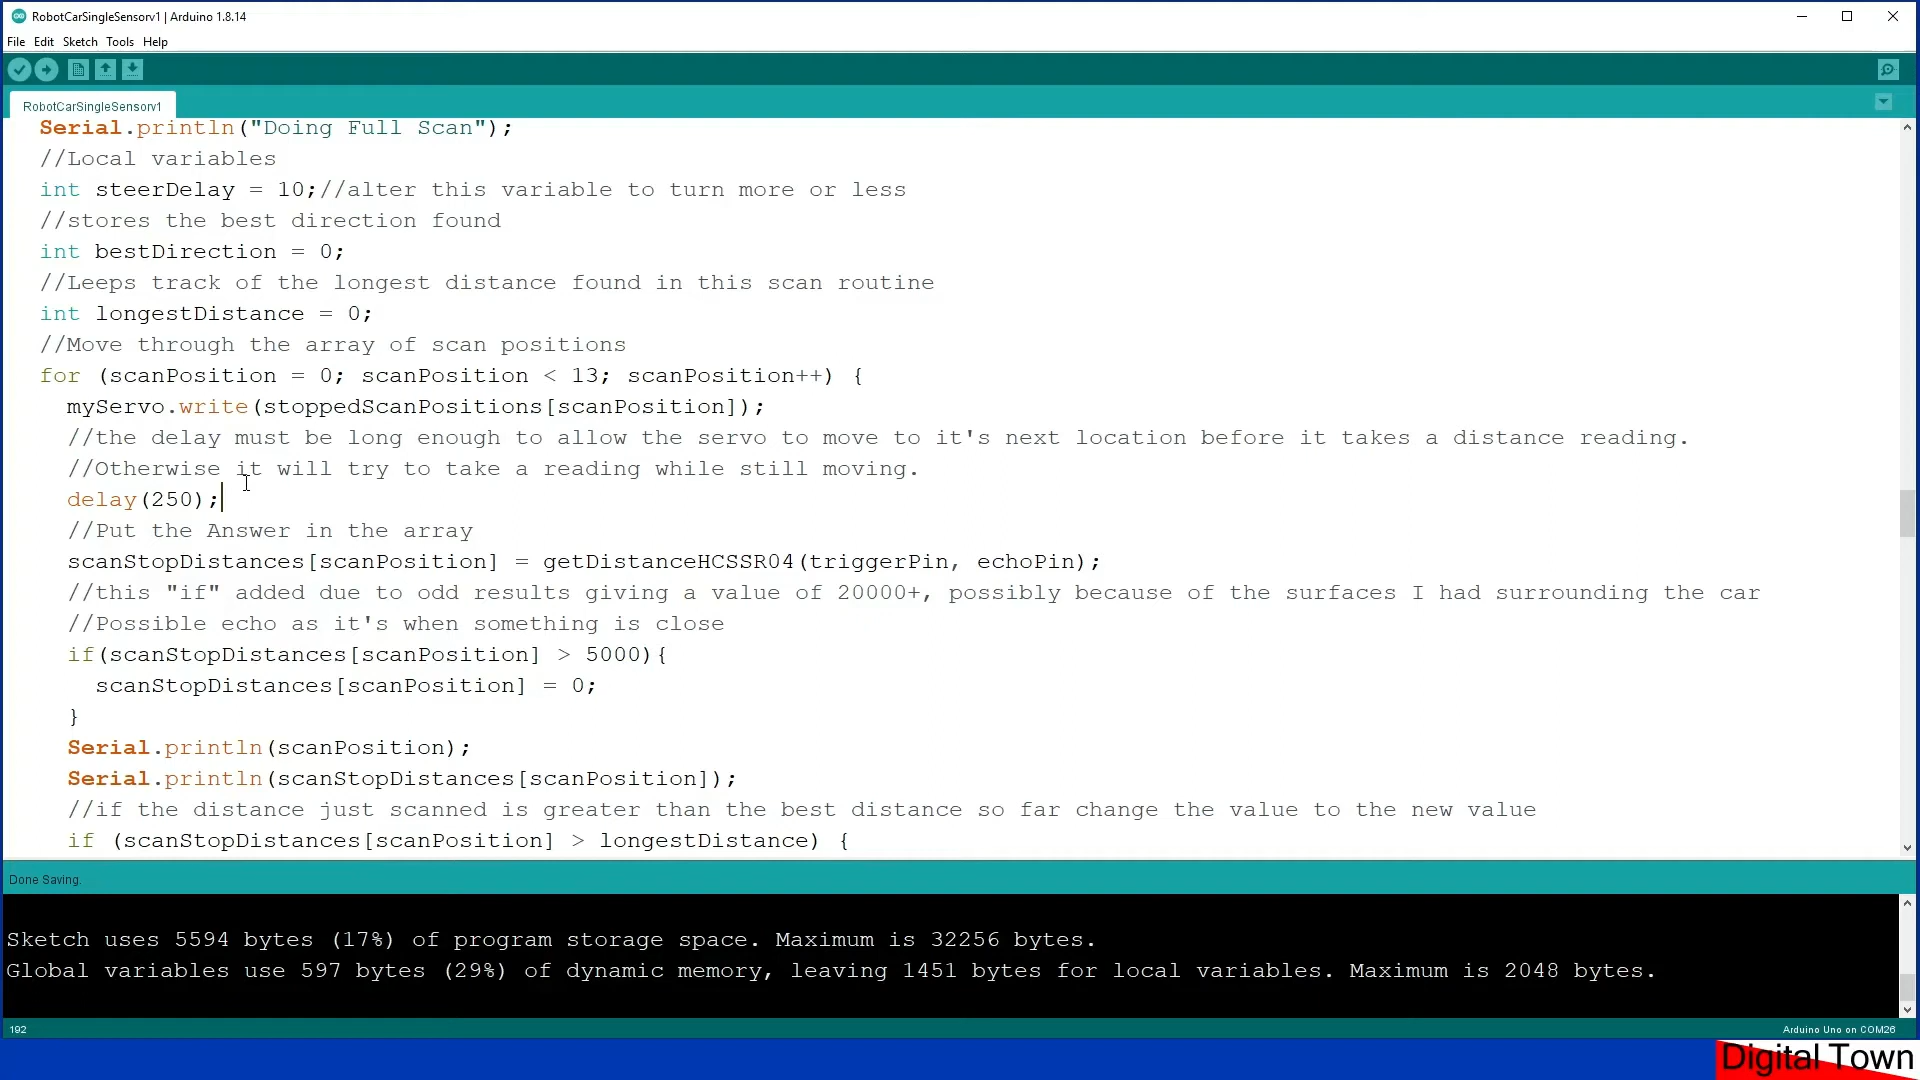 RobotCarSingleSensorv1 | Arduino 1.8.14
File Edit Sketch Tools Help
RobotCarSingleSensorv1
Serial.println("Doing Full Scan");
//Local variables
int steerDelay = 10;//alter this variable to turn more or less
//stores the best direction found
int bestDirection = 0;
//Leeps track of the longest distance found in this scan routine
int longestDistance = 0;
//Move through the array of scan positions
for (scanPosition = 0; scanPosition < 13; scanPosition++) {
myServo.write(stoppedScanPositions[scanPosition]);
//the delay must be long enough to allow the servo to move to it's next location before it takes a distance reading.
//Otherwise it will try to take a reading while still moving.
delay(250);
//Put the Answer in the array
scanStopDistances[scanPosition] = getDistanceHCSSR04(triggerPin, echoPin);
//this "if" added due to odd results giving a value of 20000+, possibly because of the surfaces I had surrounding the car
//Possible echo as it's when something is close
if(scanStopDistances[scanPosition] > 5000){
scanStopDistances[scanPosition] = 0;
}
Serial.println(scanPosition);
Serial.println(scanStopDistances[scanPosition]);
//if the distance just scanned is greater than the best distance so far change the value to the new value
if (scanStopDistances[scanPosition] > longestDistance) {
Done Saving.
Sketch uses 5594 bytes (17%) of program storage space. Maximum is 32256 bytes.
Global variables use 597 bytes (29%) of dynamic memory, leaving 1451 bytes for local variables. Maximum is 2048 bytes.
192
Arduino Uno on COM26
Digital Town